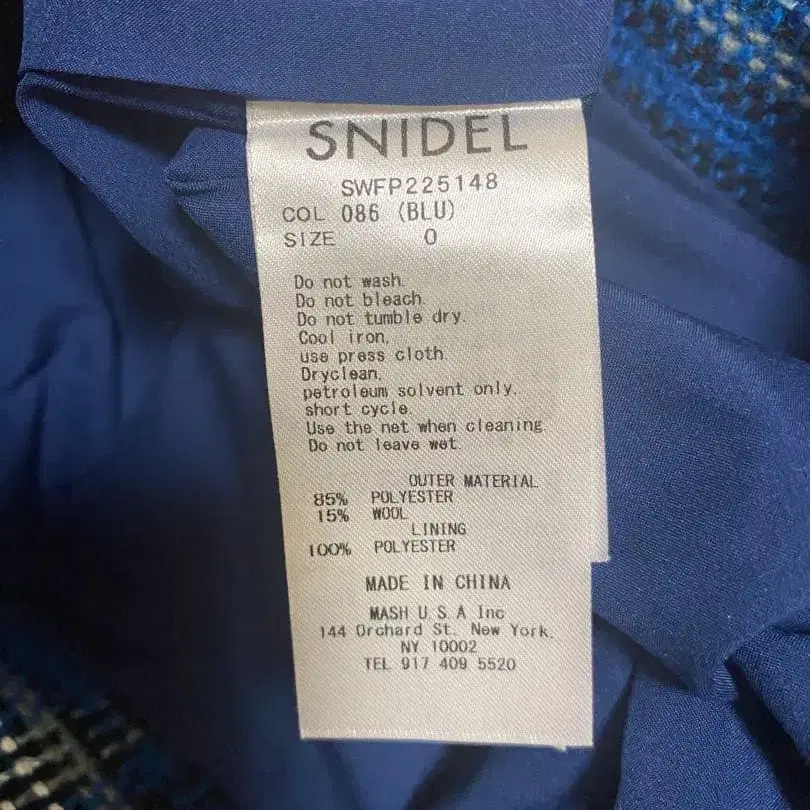 SNIDEL
SWFP225148
COL 086 (BLU)
SIZE 0
Do not wash.
Do not bleach.
Do not tumble dry.
Cool iron,
use press cloth.
Dryclean,
petroleum solvent only.
short cycle.
Use the net when cleaning.
Do not leave wet.
OUTER MATERIAL
85% POLYESTER
15% WOOL
LINING
100% POLYESTER
MADE IN CHINA
MASH U.S.A Inc
144 Orchard St. New York,
NY 10002
TEL 917 409 5520